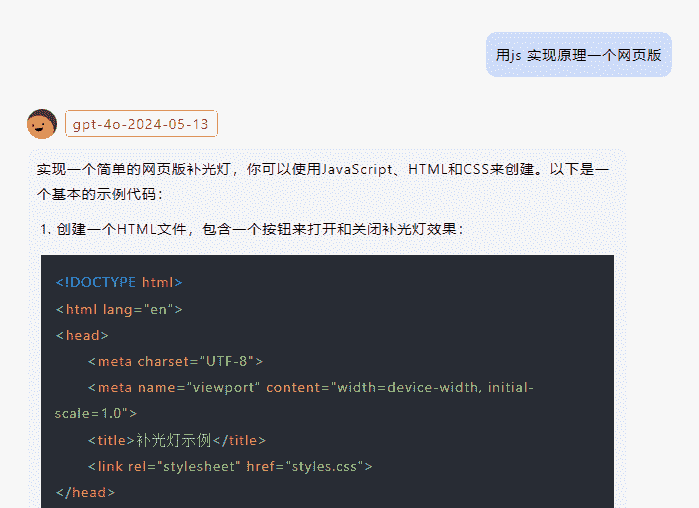 用js 实现原理一个网页版
gpt-4o-2024-05-13
实现一个简单的网页版补光灯，你可以使用JavaScript、HTML和CSS来创建。以下是一
个基本的示例代码：
1. 创建一个HTML文件，包含一个按钮来打开和关闭补光灯效果：
<!DOCTYPE html>
<html lang="en">
<head>
<meta charset="UTF-8">
<meta name="viewport" content="width=device-width, initial-
scale=1.0">
<title>补光灯示例</title>
<link rel="stylesheet" href="styles.css">
</head>